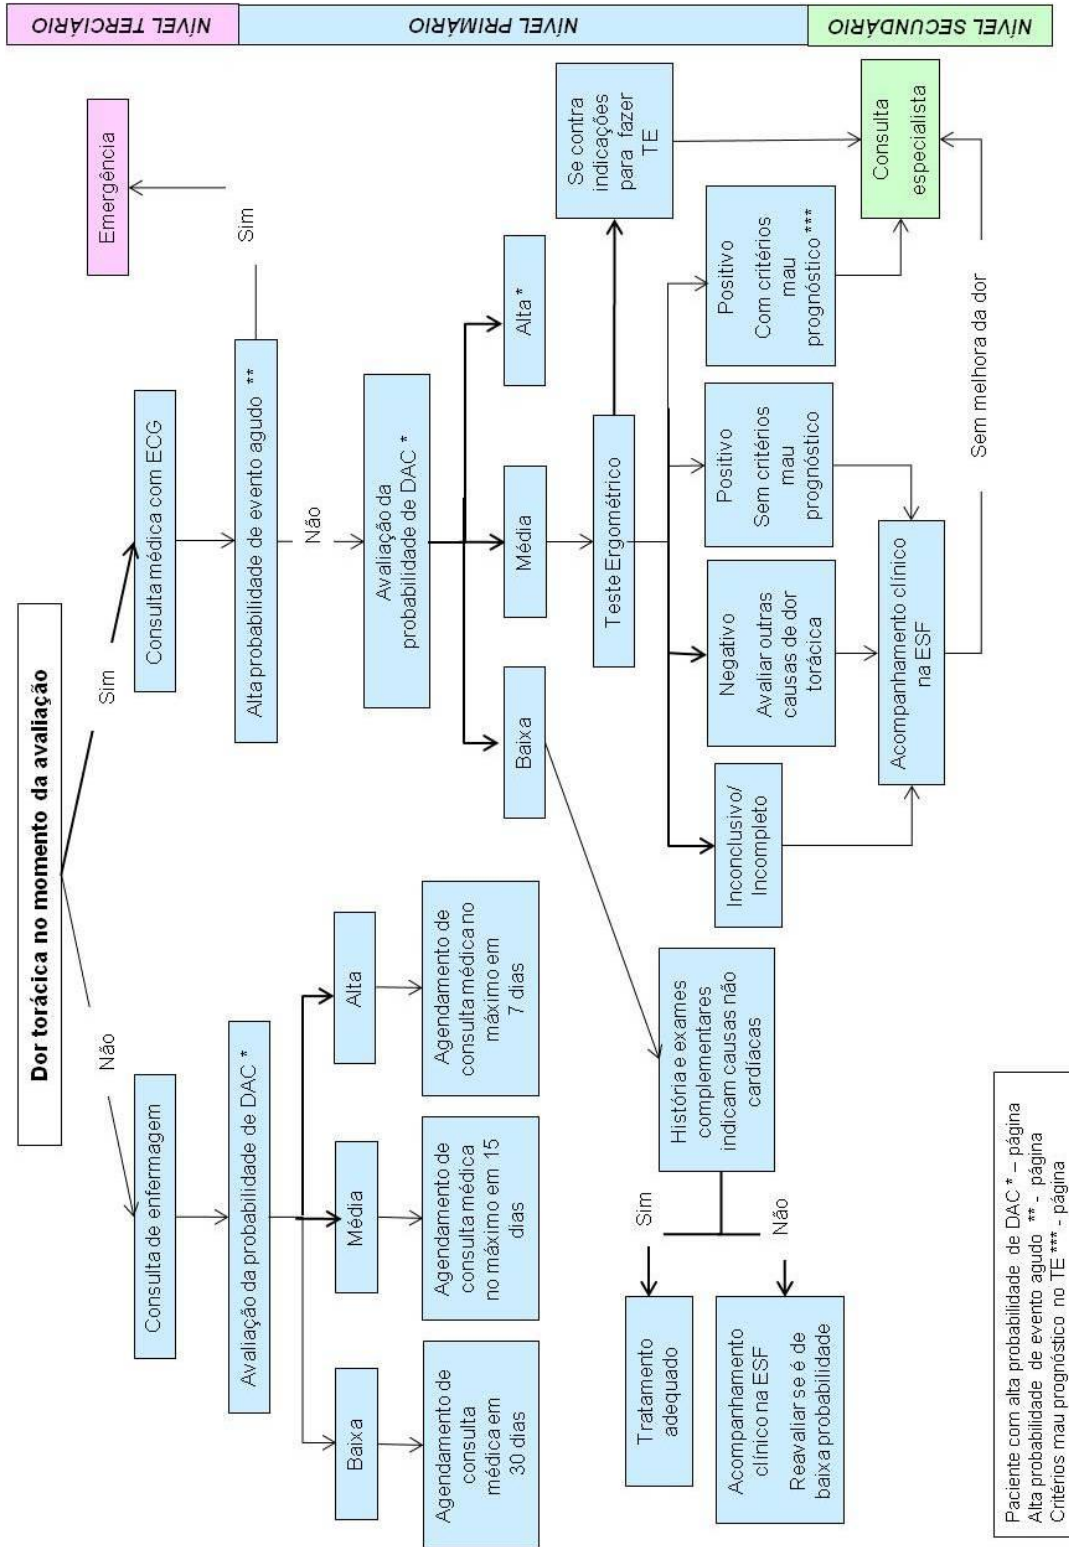 Dor torácica no momento da avaliação
Não
Sim
Consulta de enfermagem
Consulta médica com ECG
Emergência
Avaliação da probabilidade de DAC *
Alta probabilidade de evento agudo **
Sim
Não
Baixa
Média
Alta
Avaliação da
probabilidade de DAC *
Agendamento de
consulta médica em
30 dias
Agendamento de
consulta médica
no máximo em 15
dias
Agendamento de
consulta médica no
máximo em
7 dias
Baixa
Média
Alta *
Teste Ergométrico
Se contra
indicações
para fazer
TE
História e exames
complementares
indicam causas não
cardíacas
Sim
Não
Tratamento
adequado
Acompanhamento
clínico na ESF
Reavaliar se é de
baixa probabilidade
Inconclusivo/
Incompleto
Negativo
Avaliar outras
causas de dor
torácica
Positivo
Sem critérios
mau
prognóstico
Positivo
Com critérios
mau
prognóstico ***
Acompanhamento clínico
na ESF
Sem melhora da dor
Consulta
especialista
NÍVEL TERCIÁRIO
NÍVEL PRIMÁRIO
NÍVEL SECUNDÁRIO
Paciente com alta probabilidade de DAC * – página
Alta probabilidade de evento agudo ** - página
Critérios mau prognóstico no TE *** - página